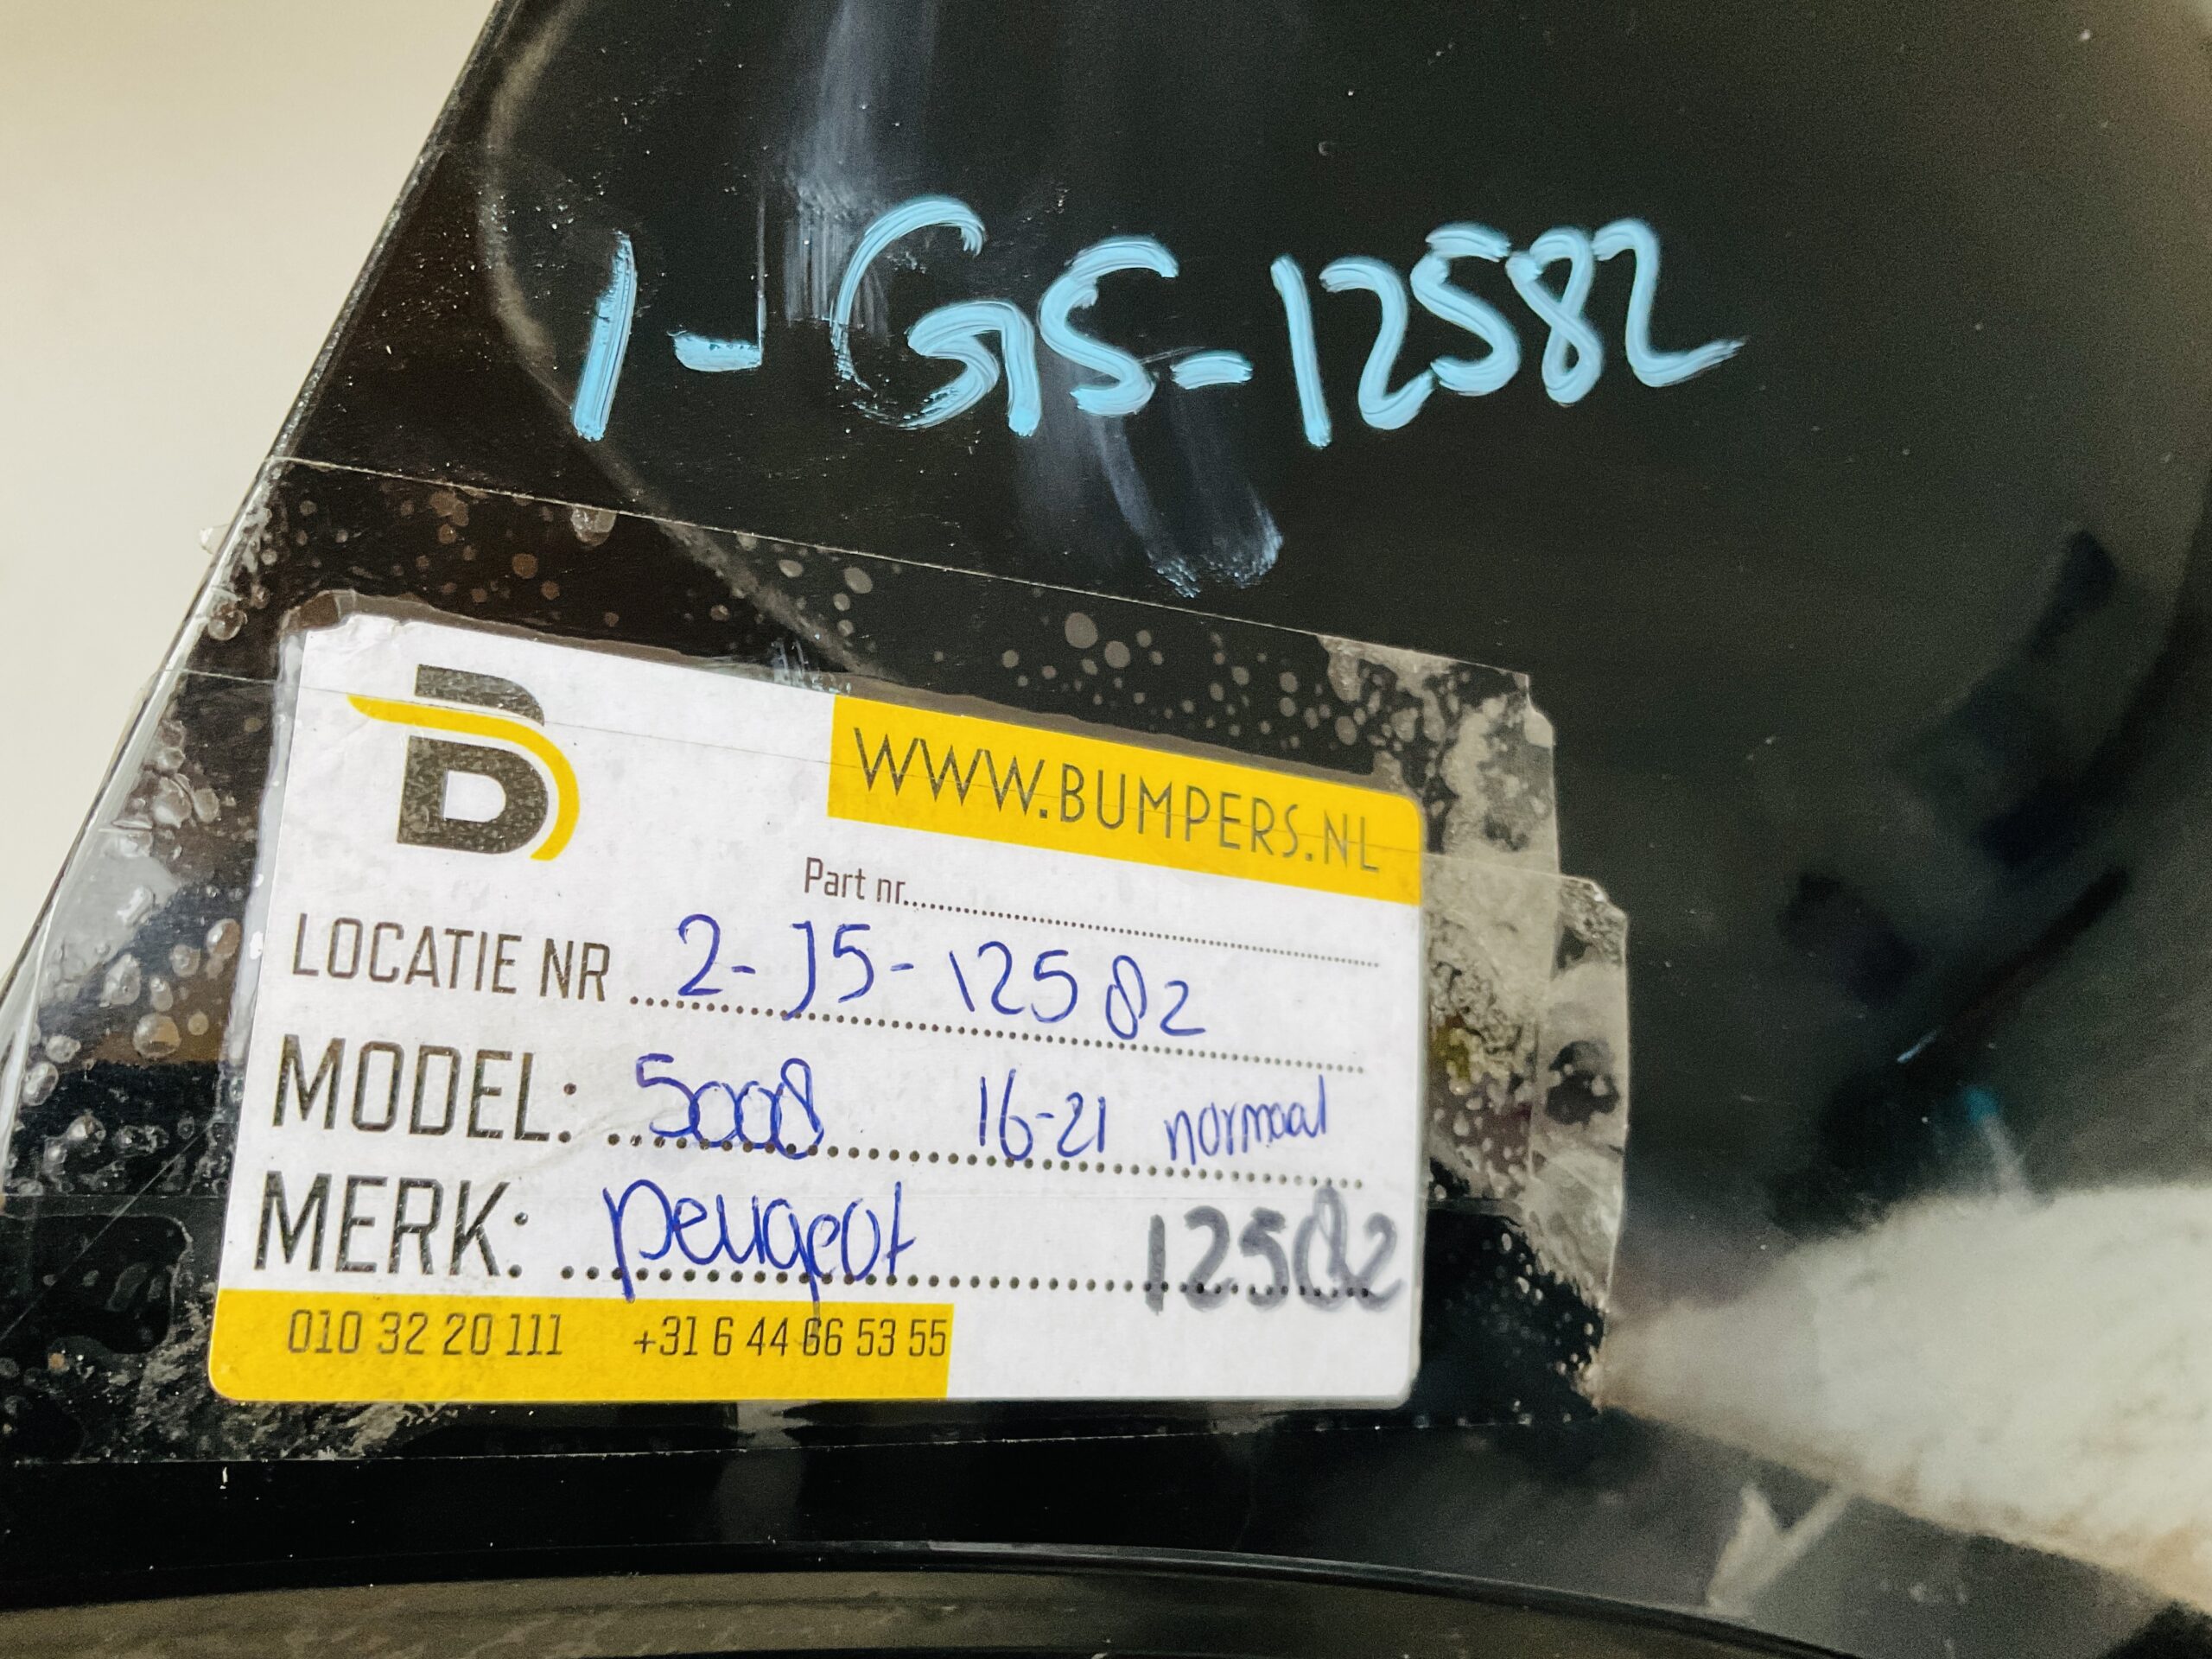 1-G5-12582
B
WWW.BUMPERS.NL
Part nr....................
LOCATIE NR 2-J5-12582
MODEL: 5008 16-21 normaal
MERK: peugeot 12582
010 32 20 111 +31 6 44 66 53 55